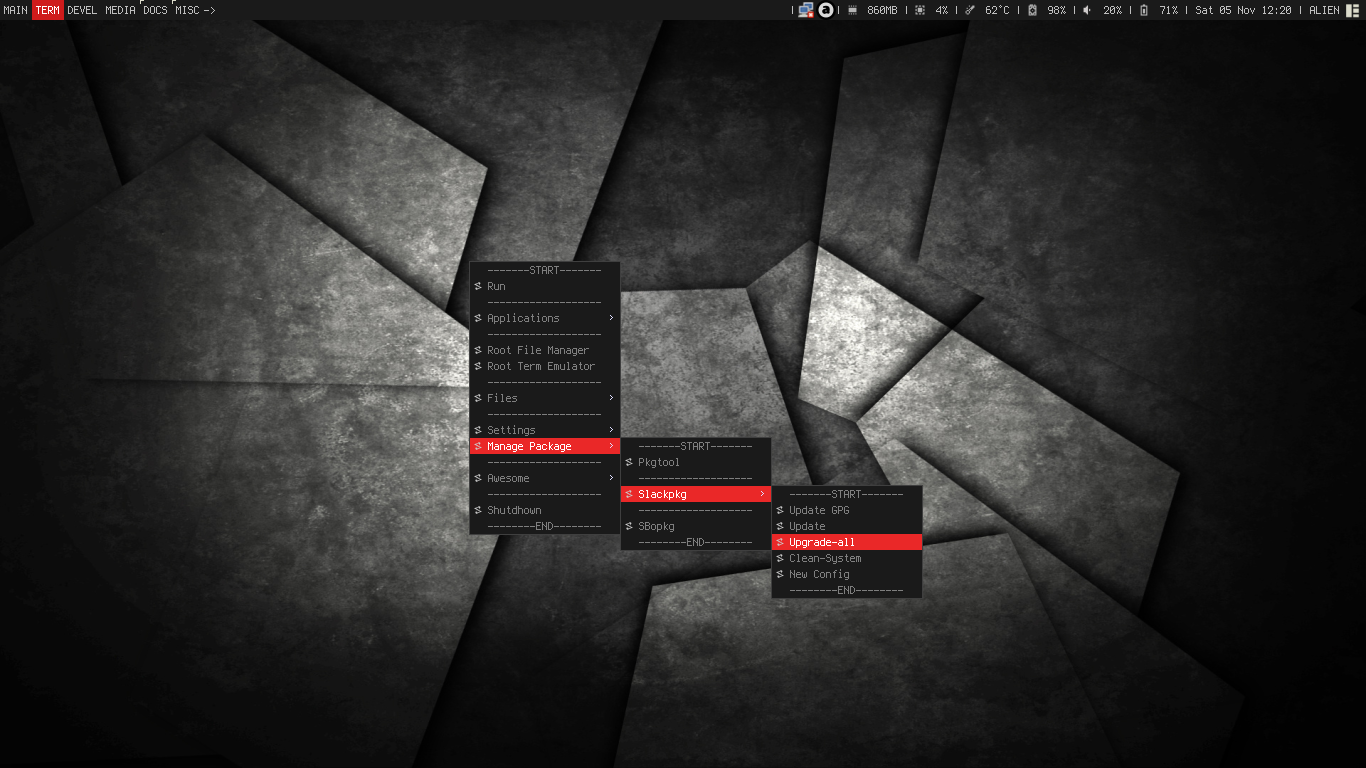 MAIN TERM DEVEL MEDIA DOCS MISC ->
| a | 860MB | 4% | 62°C | 98% | 20% | 71% | Sat 05 Nov 12:20 | ALIEN
-------START-------
Run
-------------------
Applications >
-------------------
Root File Manager
Root Term Emulator
-------------------
Files >
-------------------
Settings >
Manage Package >
-------------------
Awesome >
-------------------
Shutdhown
--------END--------
-------START-------
Pkgtool
-------------------
Slackpkg >
-------------------
SBopkg
--------END--------
-------START-------
Update GPG
Update
Upgrade-all
Clean-System
New Config
--------END--------